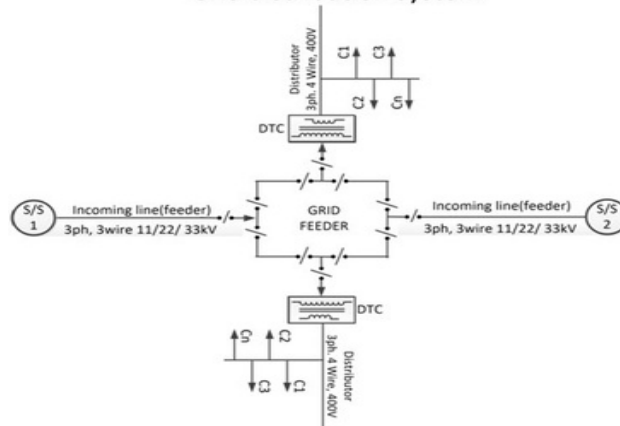 C1
C3
Distributor
3ph. 4 Wire, 400V
C2
Cn
DTC
S/S
1
Incoming line(feeder)
3ph, 3wire 11/22/ 33kV
GRID
FEEDER
Incoming line(feeder)
3ph, 3wire 11/22/ 33kV
S/S
2
DTC
Cn
C2
3ph. 4 Wire, 400V
Distributor
C3
C1